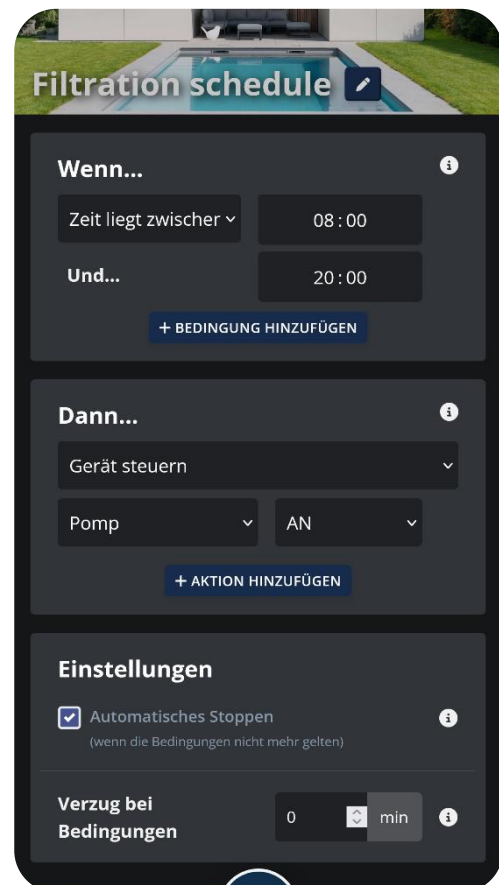 Filtration schedule
Wenn...
Zeit liegt zwischer
08:00
Und...
20:00
+ BEDINGUNG HINZUFÜGEN
Dann...
Gerät steuern
Pomp
AN
+ AKTION HINZUFÜGEN
Einstellungen
Automatisches Stoppen
(wenn die Bedingungen nicht mehr gelten)
Verzug bei
Bedingungen
0
min